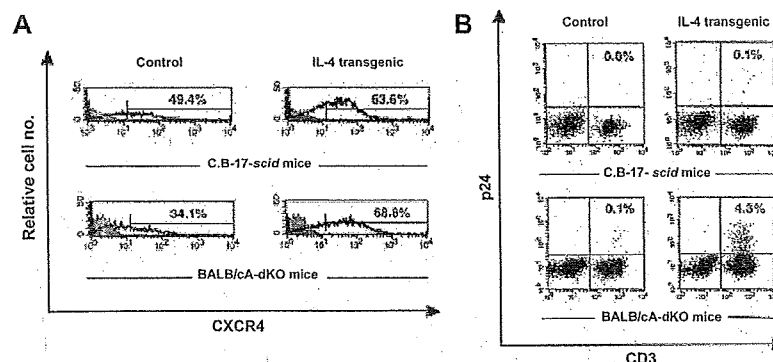 A
Control
IL-4 transgenic
49.4%
63.6%
C.B-17-scid mice
34.1%
68.8%
BALB/cA-dKO mice
Relative cell no.
CXCR4
B
Control
IL-4 transgenic
0.0%
0.1%
C.B-17- scid mice
0.1%
4.3%
BALB/cA-dKO mice
p24
CD3